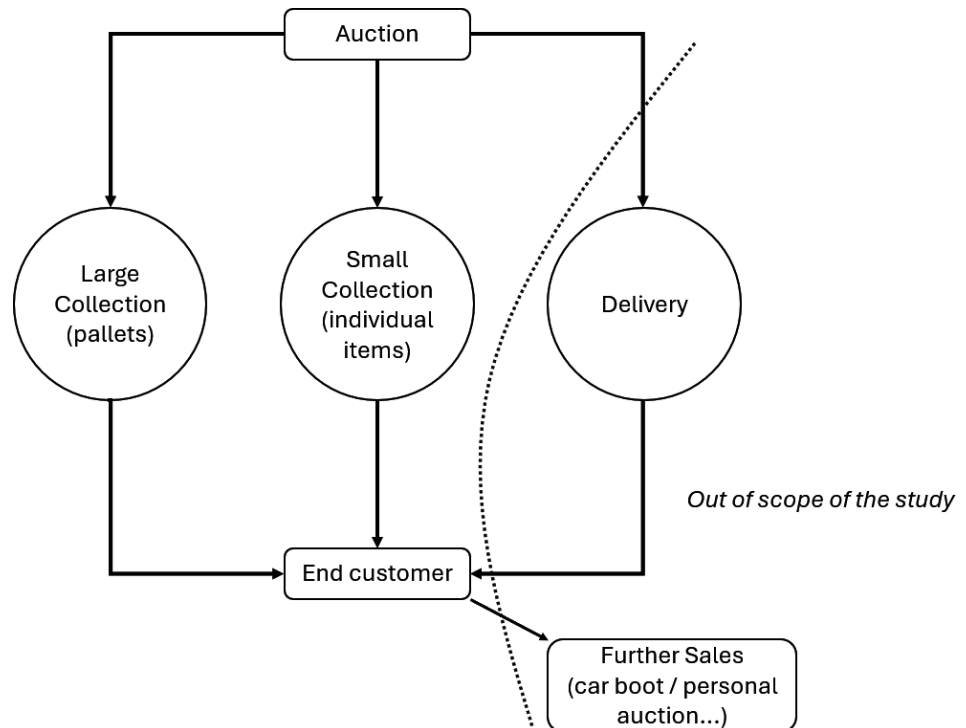 Auction
Large
Collection
(pallets)
Small
Collection
(individual
items)
Delivery
Out of scope of the study
End customer
Further Sales
(car boot / personal
auction...)